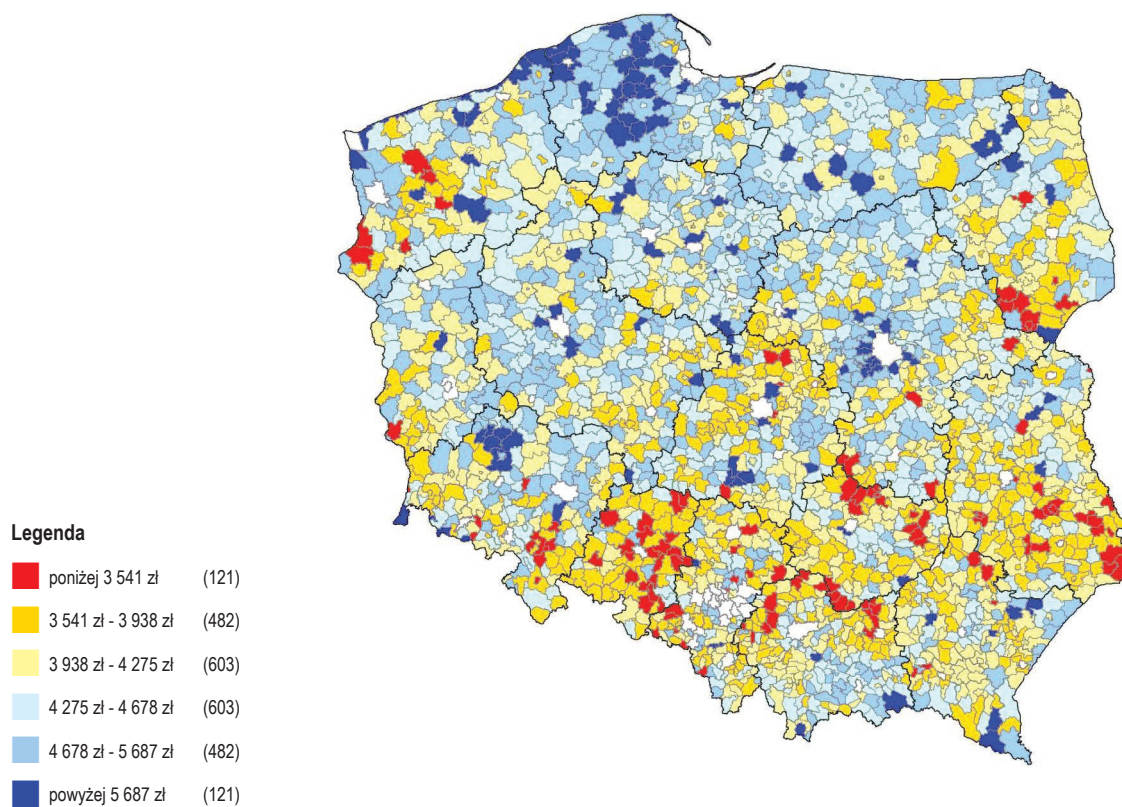 Legenda
poniżej 3 541 zł (121)
3 541 zł - 3 938 zł (482)
3 938 zł - 4 275 zł (603)
4 275 zł - 4 678 zł (603)
4 678 zł - 5 687 zł (482)
powyżej 5 687 zł (121)